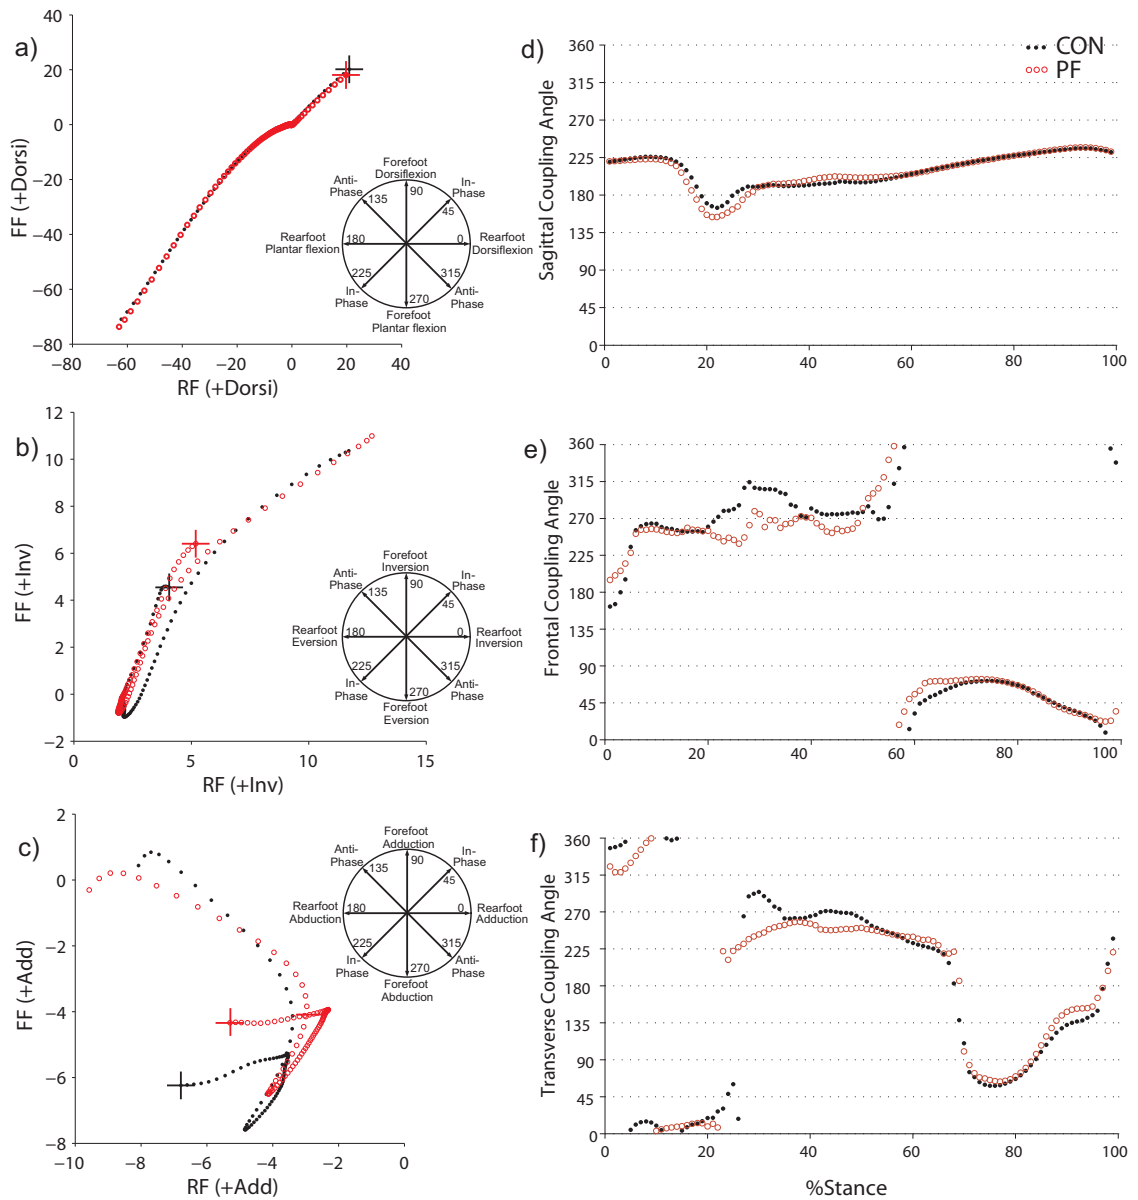 a)
40
20
0
−20
−40
−60
−80
FF (+Dorsi)
−80 −60 −40 −20 0 20 40
RF (+Dorsi)
Forefoot
Dorsiflexion
Anti-
Phase
In-
Phase
135
90
45
Rearfoot
Plantar flexion
180
0
Rearfoot
Dorsiflexion
225
315
In-
Phase
270
Anti-
Phase
Forefoot
Plantar flexion
d)
CON
PF
360
315
270
225
180
135
90
45
0
Sagittal Coupling Angle
0 20 40 60 80 100
b)
12
10
8
6
4
2
0
−2
FF (+Inv)
0 5 10 15
RF (+Inv)
Forefoot
Inversion
Anti-
Phase
In-
Phase
135
90
45
Rearfoot
Eversion
180
0
Rearfoot
Inversion
225
315
In-
Phase
270
Anti-
Phase
Forefoot
Eversion
e)
360
315
270
225
180
135
90
45
0
Frontal Coupling Angle
0 20 40 60 80 100
c)
2
0
−2
−4
−6
−8
FF (+Add)
−10 −8 −6 −4 −2 0
RF (+Add)
Forefoot
Adduction
Anti-
Phase
In-
Phase
135
90
45
Rearfoot
Abduction
180
0
Rearfoot
Adduction
225
315
In-
Phase
270
Anti-
Phase
Forefoot
Abduction
f)
360
315
270
225
180
135
90
45
0
Transverse Coupling Angle
0 20 40 60 80 100
%Stance